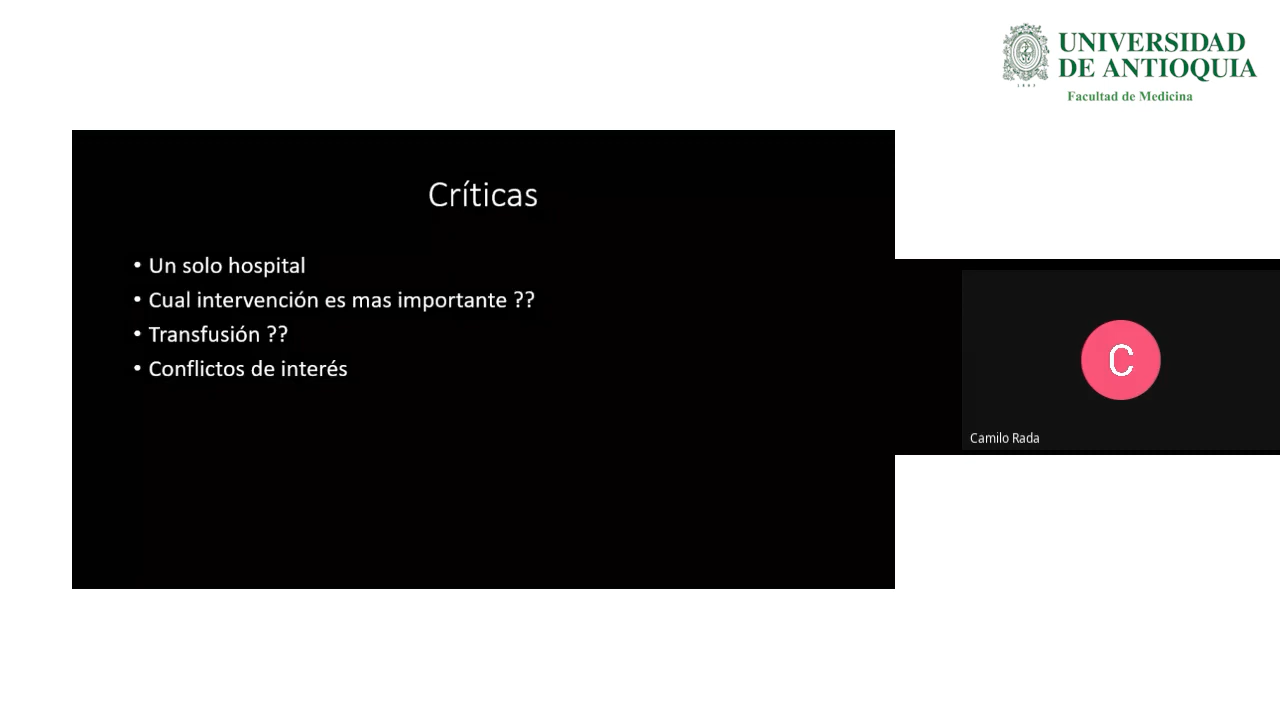 UNIVERSIDAD
DE ANTIOQUIA
Facultad de Medicina
Críticas
• Un solo hospital
• Cual intervención es mas importante ??
• Transfusión ??
• Conflictos de interés
C
Camilo Rada